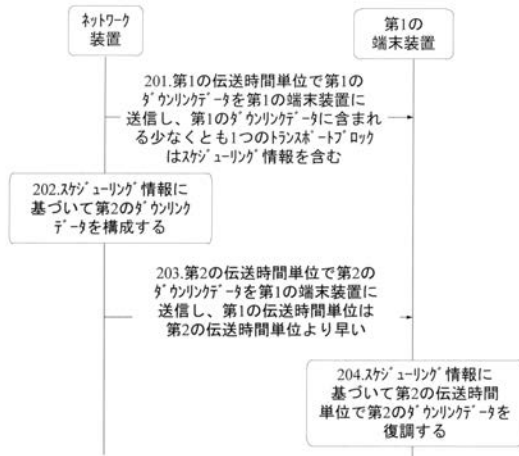 ﾈｯﾄﾜｰｸ
装置
第1の
端末装置
201.第1の伝送時間単位で第1の
ﾀﾞｳﾝﾘﾝｸﾃﾞｰﾀを第1の端末装置に
送信し、第1のﾀﾞｳﾝﾘﾝｸﾃﾞｰﾀに含まれ
る少なくとも1つのﾄﾗﾝｽﾎﾟｰﾄﾌﾞﾛｯｸ
はｽｹｼﾞｭｰﾘﾝｸﾞ情報を含む
202.ｽｹｼﾞｭｰﾘﾝｸﾞ情報に
基づいて第2のﾀﾞｳﾝﾘﾝｸ
ﾃﾞｰﾀを構成する
203.第2の伝送時間単位で第2の
ﾀﾞｳﾝﾘﾝｸﾃﾞｰﾀを第1の端末装置に
送信し、第1の伝送時間単位は
第2の伝送時間単位より早い
204.ｽｹｼﾞｭｰﾘﾝｸﾞ情報に
基づいて第2の伝送時間
単位で第2のﾀﾞｳﾝﾘﾝｸﾃﾞｰﾀを
復調する